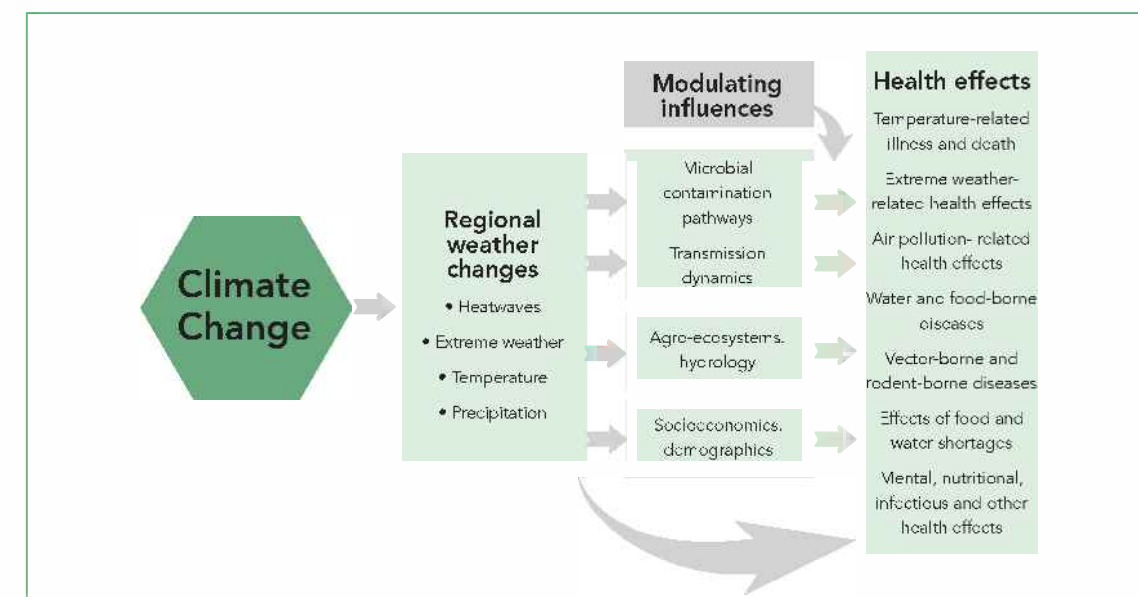 Climate
Change
Regional
weather
changes
• Heatwaves
• Extreme weather
• Temperature
• Precipitation
Modulating
influences
Microbial
contamination
pathways
Transmission
dynamics
Agro-ecosystems.
hydrology
Socioeconomics.
demographics
Health effects
Temperature-related
illness and death
Extreme weather-
related health effects
Air pollution- related
health effects
Water and food-borne
diseases
Vector-borne and
rodent-borne diseases
Effects of food and
water shortages
Mental, nutritional,
infectious and other
health effects